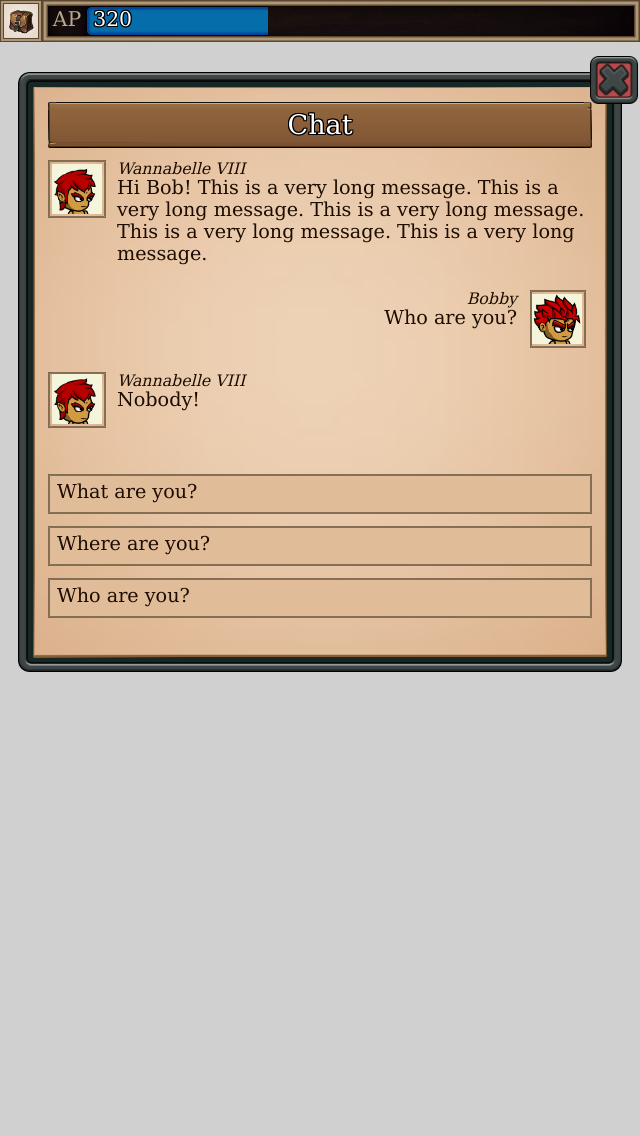 AP 320
Chat
Wannabelle VIII
Hi Bob! This is a very long message. This is a
very long message. This is a very long message.
This is a very long message. This is a very long
message.
Bobby
Who are you?
Wannabelle VIII
Nobody!
What are you?
Where are you?
Who are you?